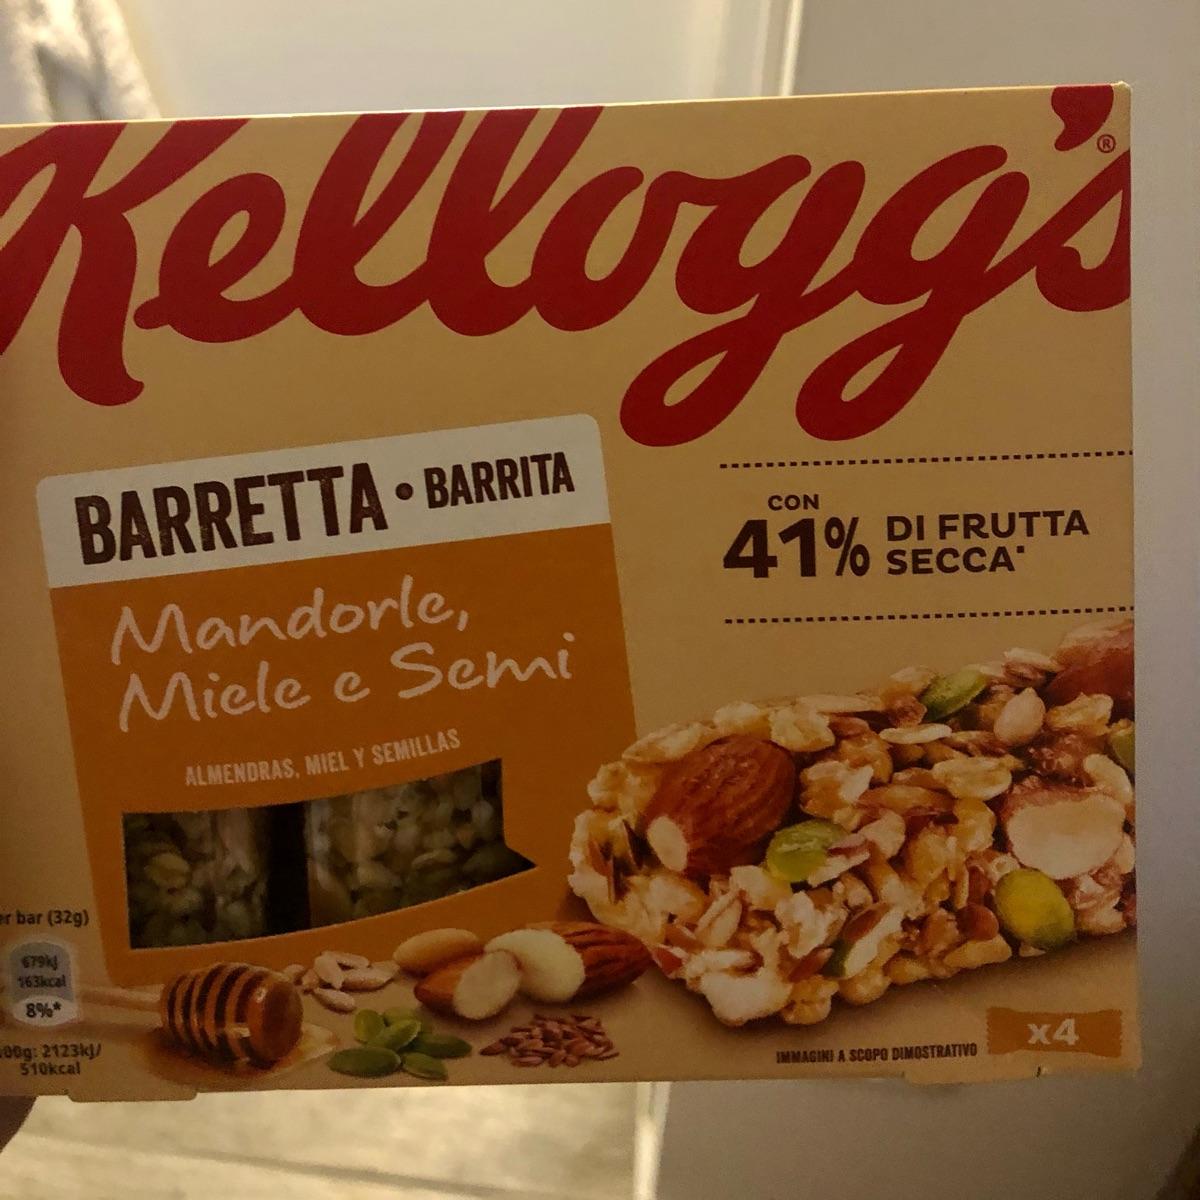 Kellogg's®
BARRETTA • BARRITA
Mandorle,
Miele e Semi
ALMENDRAS, MIEL Y SEMILLAS
CON
41% DI FRUTTA
SECCA*
er bar (32g)
679kJ
163kcal
8%*
00g: 2123kJ/
510kcal
IMMAGINI A SCOPO DIMOSTRATIVO
x4